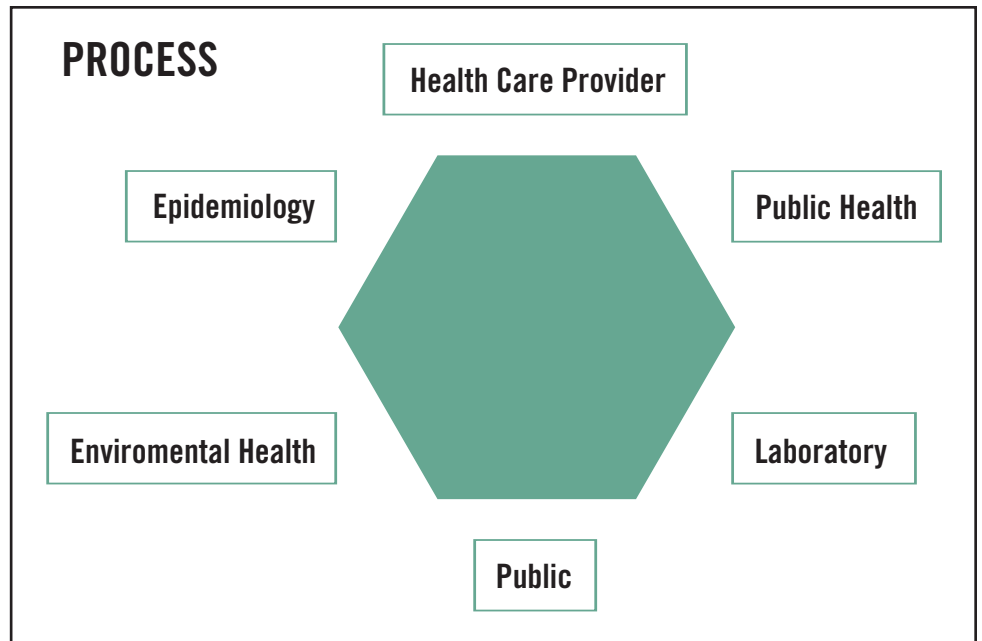 PROCESS
Health Care Provider
Epidemiology
Public Health
Enviromental Health
Laboratory
Public